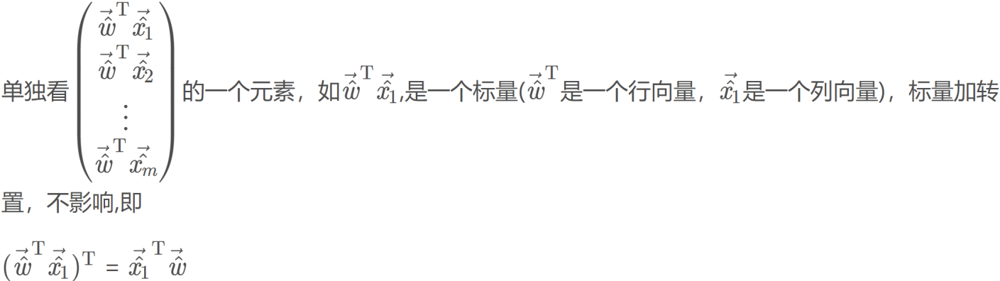 单独看 $\begin{pmatrix} \vec{\hat{w}}^{\mathrm{T}} \vec{\hat{x}_1} \\ \vec{\hat{w}}^{\mathrm{T}} \vec{\hat{x}_2} \\ \vdots \\ \vec{\hat{w}}^{\mathrm{T}} \vec{\hat{x}_m} \end{pmatrix}$ 的一个元素，如$\vec{\hat{w}}^{\mathrm{T}} \vec{\hat{x}_1}$,是一个标量($\vec{\hat{w}}^{\mathrm{T}}$是一个行向量，$\vec{\hat{x}_1}$是一个列向量)，标量加转
置，不影响,即
$(\vec{\hat{w}}^{\mathrm{T}} \vec{\hat{x}_1})^{\mathrm{T}} = \vec{\hat{x}_1}^{\mathrm{T}} \vec{\hat{w}}$